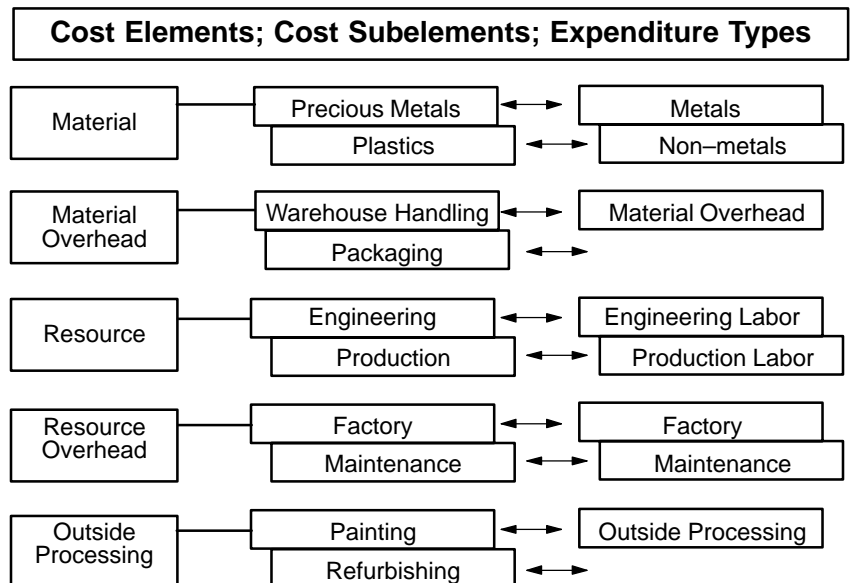 Cost Elements; Cost Subelements; Expenditure Types
Material
Precious Metals
Metals
Plastics
Non–metals
Material
Overhead
Warehouse Handling
Material Overhead
Packaging
Resource
Engineering
Engineering Labor
Production
Production Labor
Resource
Overhead
Factory
Factory
Maintenance
Maintenance
Outside
Processing
Painting
Outside Processing
Refurbishing